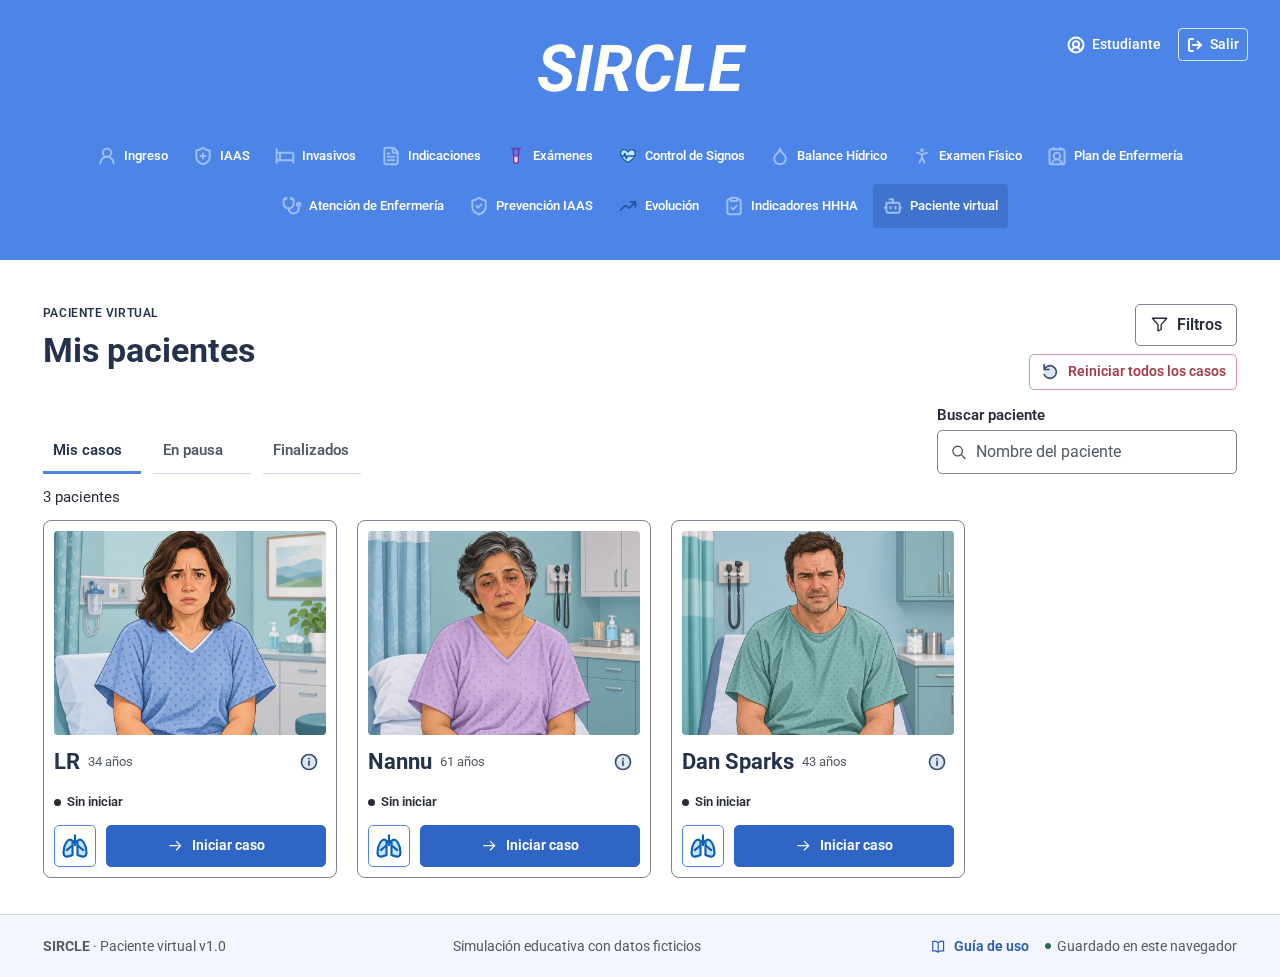 SIRCLE
Estudiante
Salir
Ingreso
IAAS
Invasivos
Indicaciones
Exámenes
Control de Signos
Balance Hídrico
Examen Físico
Plan de Enfermería
Atención de Enfermería
Prevención IAAS
Evolución
Indicadores HHHA
Paciente virtual
PACIENTE VIRTUAL
Mis pacientes
Filtros
Reiniciar todos los casos
Buscar paciente
Nombre del paciente
Mis casos
En pausa
Finalizados
3 pacientes
LR 34 años
Sin iniciar
Iniciar caso
Nannu 61 años
Sin iniciar
Iniciar caso
Dan Sparks 43 años
Sin iniciar
Iniciar caso
SIRCLE · Paciente virtual v1.0
Simulación educativa con datos ficticios
Guía de uso
Guardado en este navegador